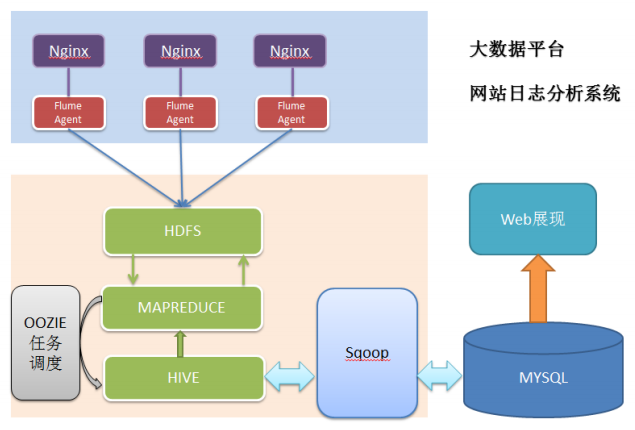 Nginx
Nginx
Nginx
大数据平台
网站日志分析系统
Flume
Agent
Flume
Agent
Flume
Agent
HDFS
Web展现
MAPREDUCE
OOZIE
任务
调度
Sqoop
HIVE
MYSQL